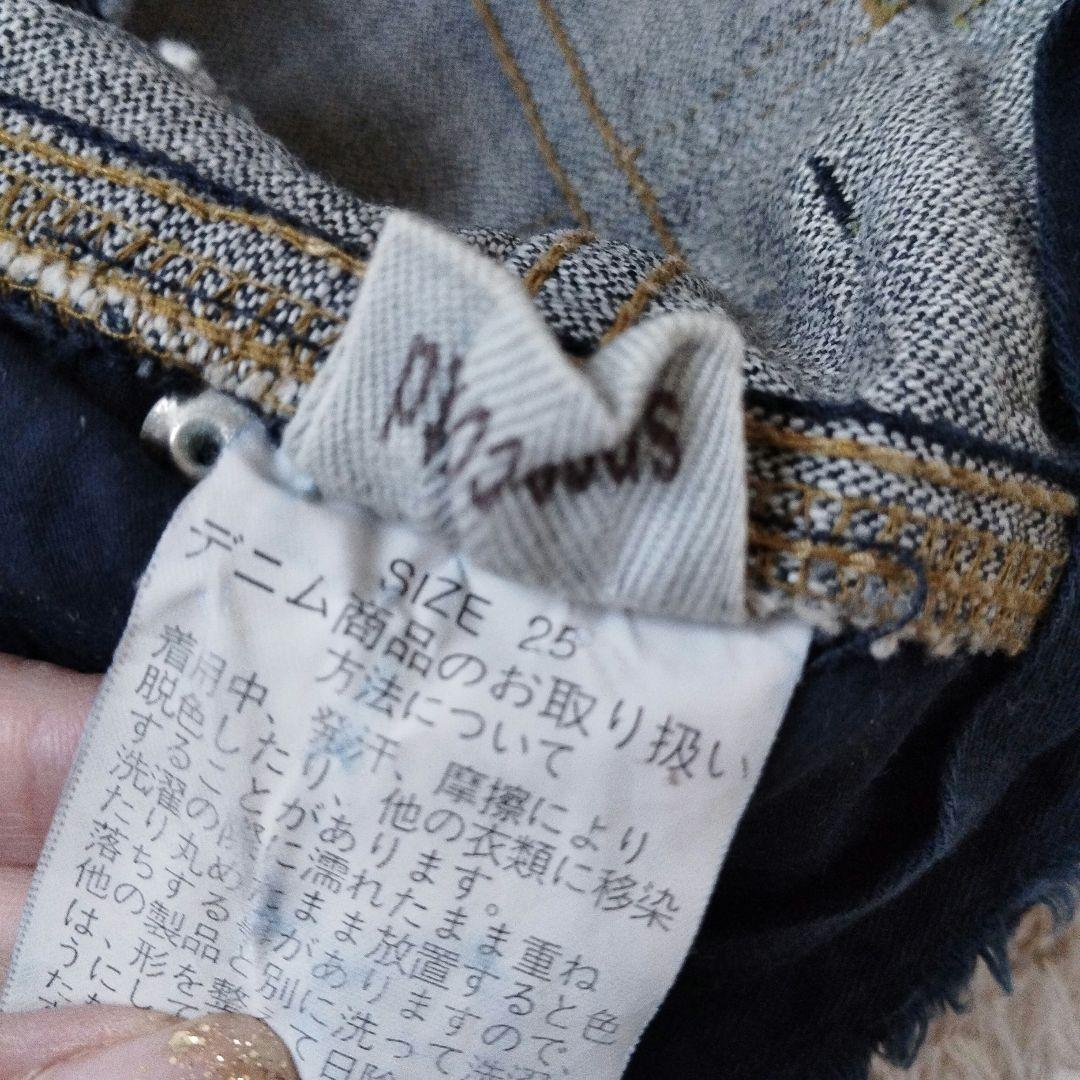 SIZE 25
デニム商品のお取り扱い
方法について
着用中、発汗、摩擦により
脱色したり、他の衣類に移染
することがあります。
洗濯の際に濡れたまま重ね
たり丸めたまま放置すると色
落ちする がありますので、
他の製品と別に洗って
は、形を整えて日陰